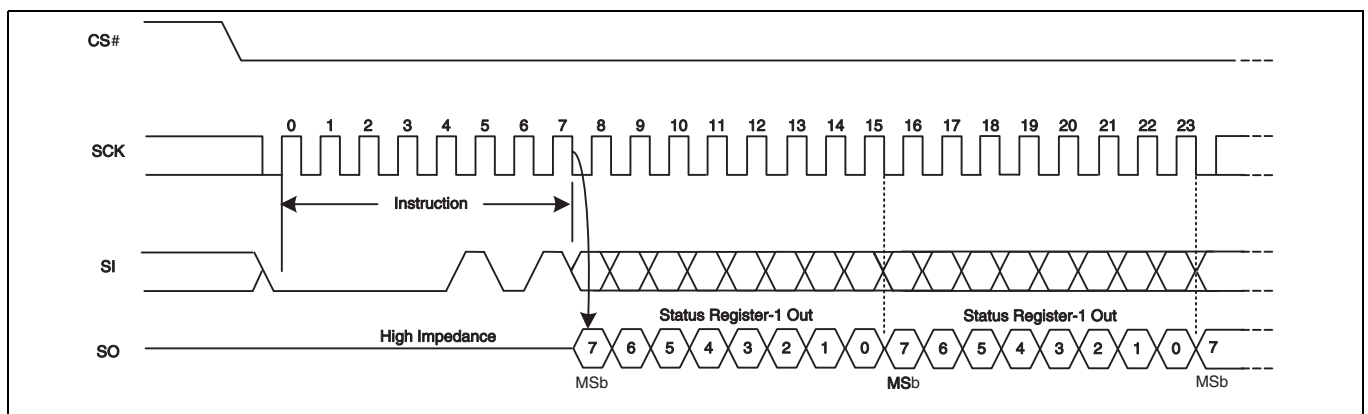 CS#
0 1 2 3 4 5 6 7 8 9 10 11 12 13 14 15 16 17 18 19 20 21 22 23
SCK
Instruction
SI
Status Register-1 Out Status Register-1 Out
High Impedance
SO 7 6 5 4 3 2 1 0 7 6 5 4 3 2 1 0 7
MSb MSb MSb